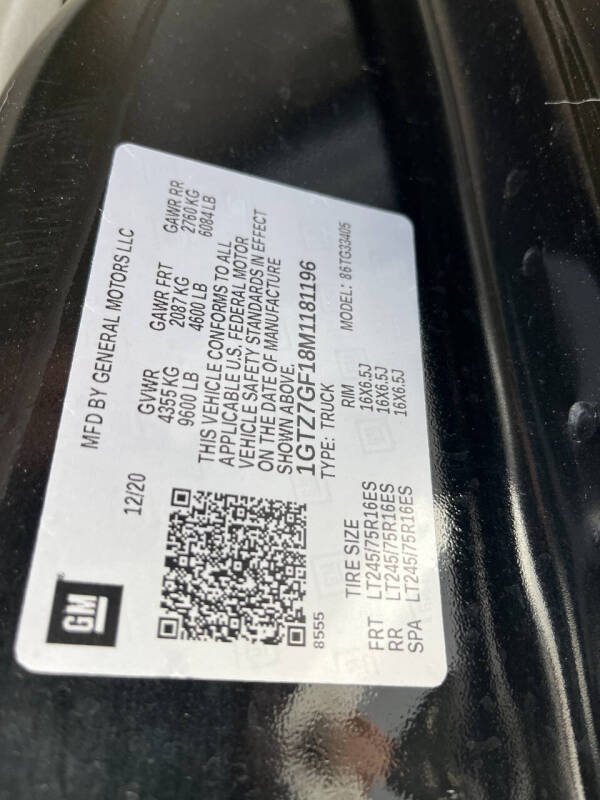 GM
12/20
MFD BY GENERAL MOTORS LLC
GVWR GAWR FRT GAWR RR
4355 KG 2087 KG 2760 KG
9600 LB 4600 LB 6084 LB
THIS VEHICLE CONFORMS TO ALL
APPLICABLE U.S. FEDERAL MOTOR
VEHICLE SAFETY STANDARDS IN EFFECT
ON THE DATE OF MANUFACTURE
SHOWN ABOVE.
1GTZ7GF18M1181196
8555
TYPE: TRUCK MODEL: 86TG33405
TIRE SIZE RIM
FRT LT245/75R16ES 16X6.5J
RR LT245/75R16ES 16X6.5J
SPA LT245/75R16ES 16X6.5J